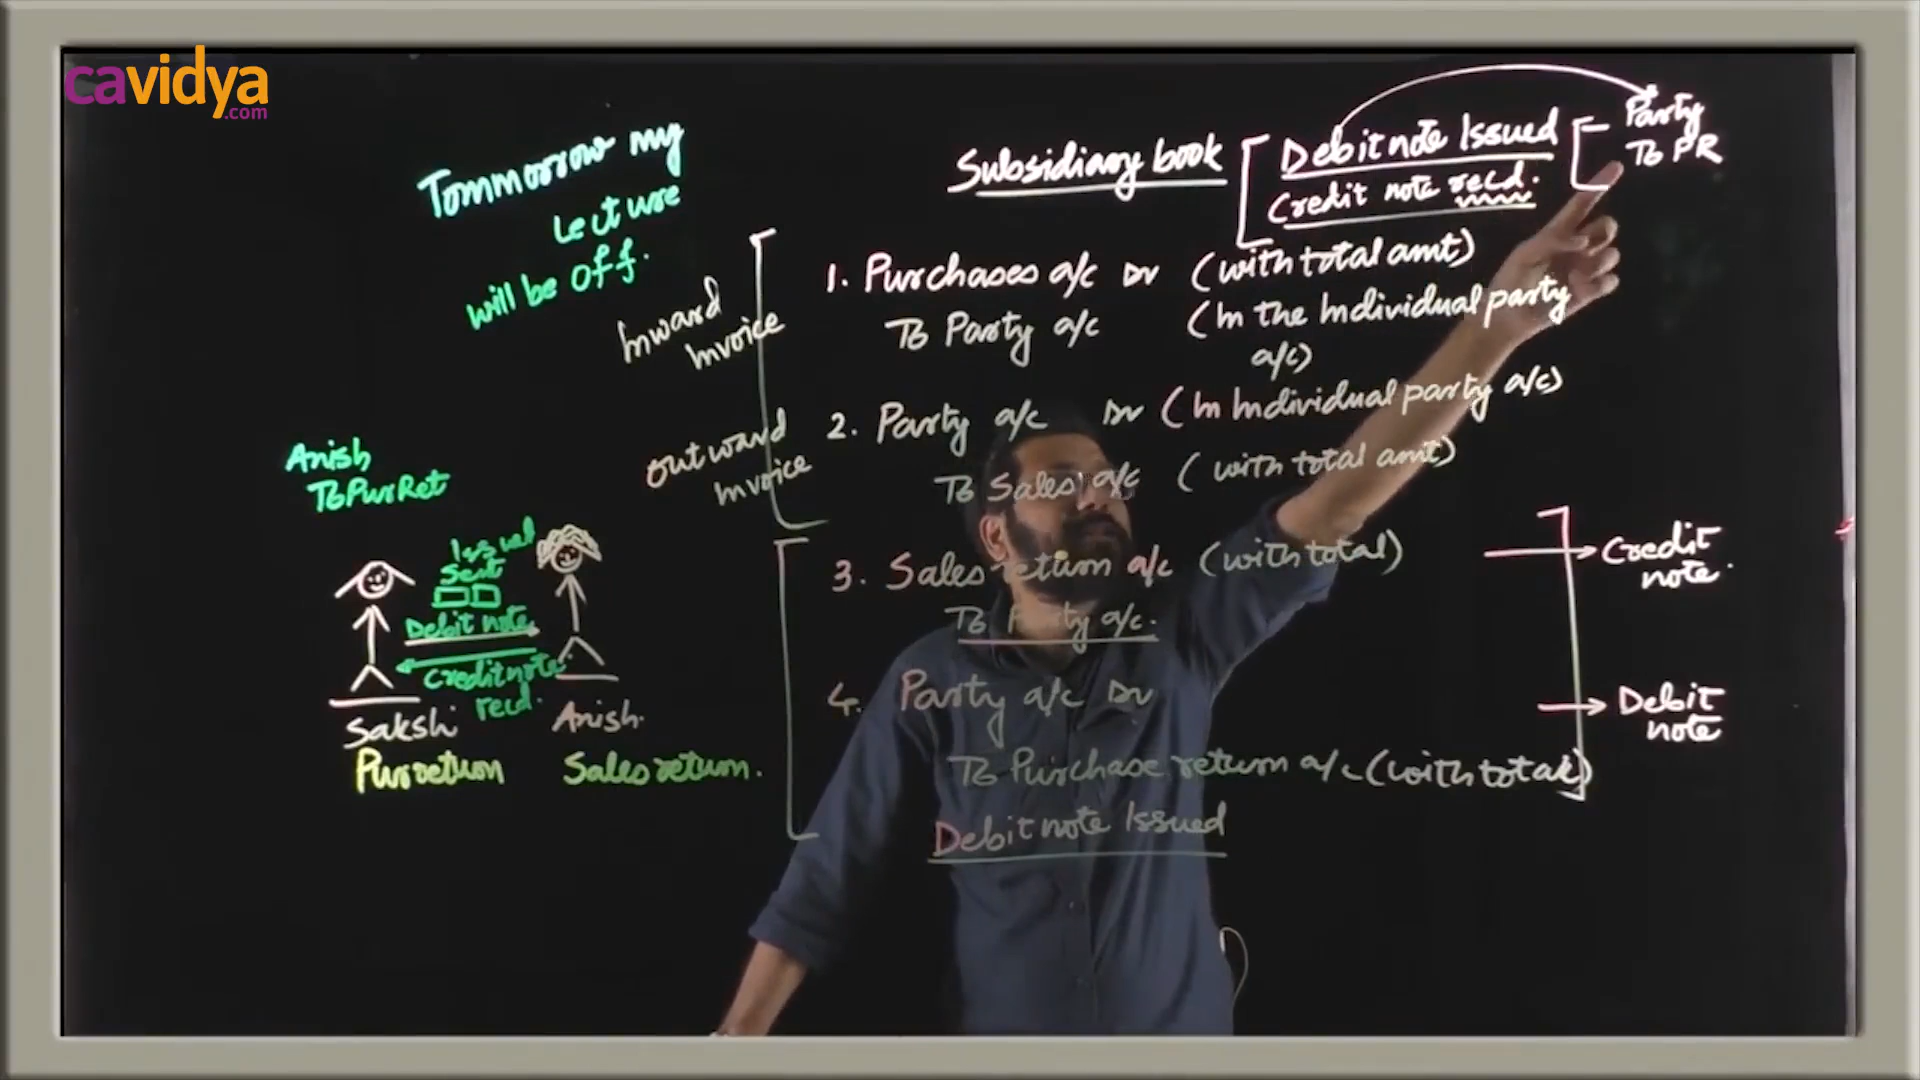 cavidya
.com
Tommorrow my
Lecture
will be off.
Subsidiary book
Debit note Issued
Credit note recd.
Party
To PR
Inward
Invoice
1. Purchases a/c Dr (with total amt)
To Party a/c (In the Individual party
a/c)
outward
Invoice
2. Party a/c Dr (In Individual party a/c)
To Sales a/c (with total amt)
3. Sales return a/c (with total)
To Party a/c.
4. Party a/c Dr
To Purchase return a/c (with total)
Debit note Issued
Credit
note.
Debit
note
Anish
To Pur Ret
Issued
Sent
Debit note
Credit note
recd.
Sakshi
Anish.
Pur return
Sales return.